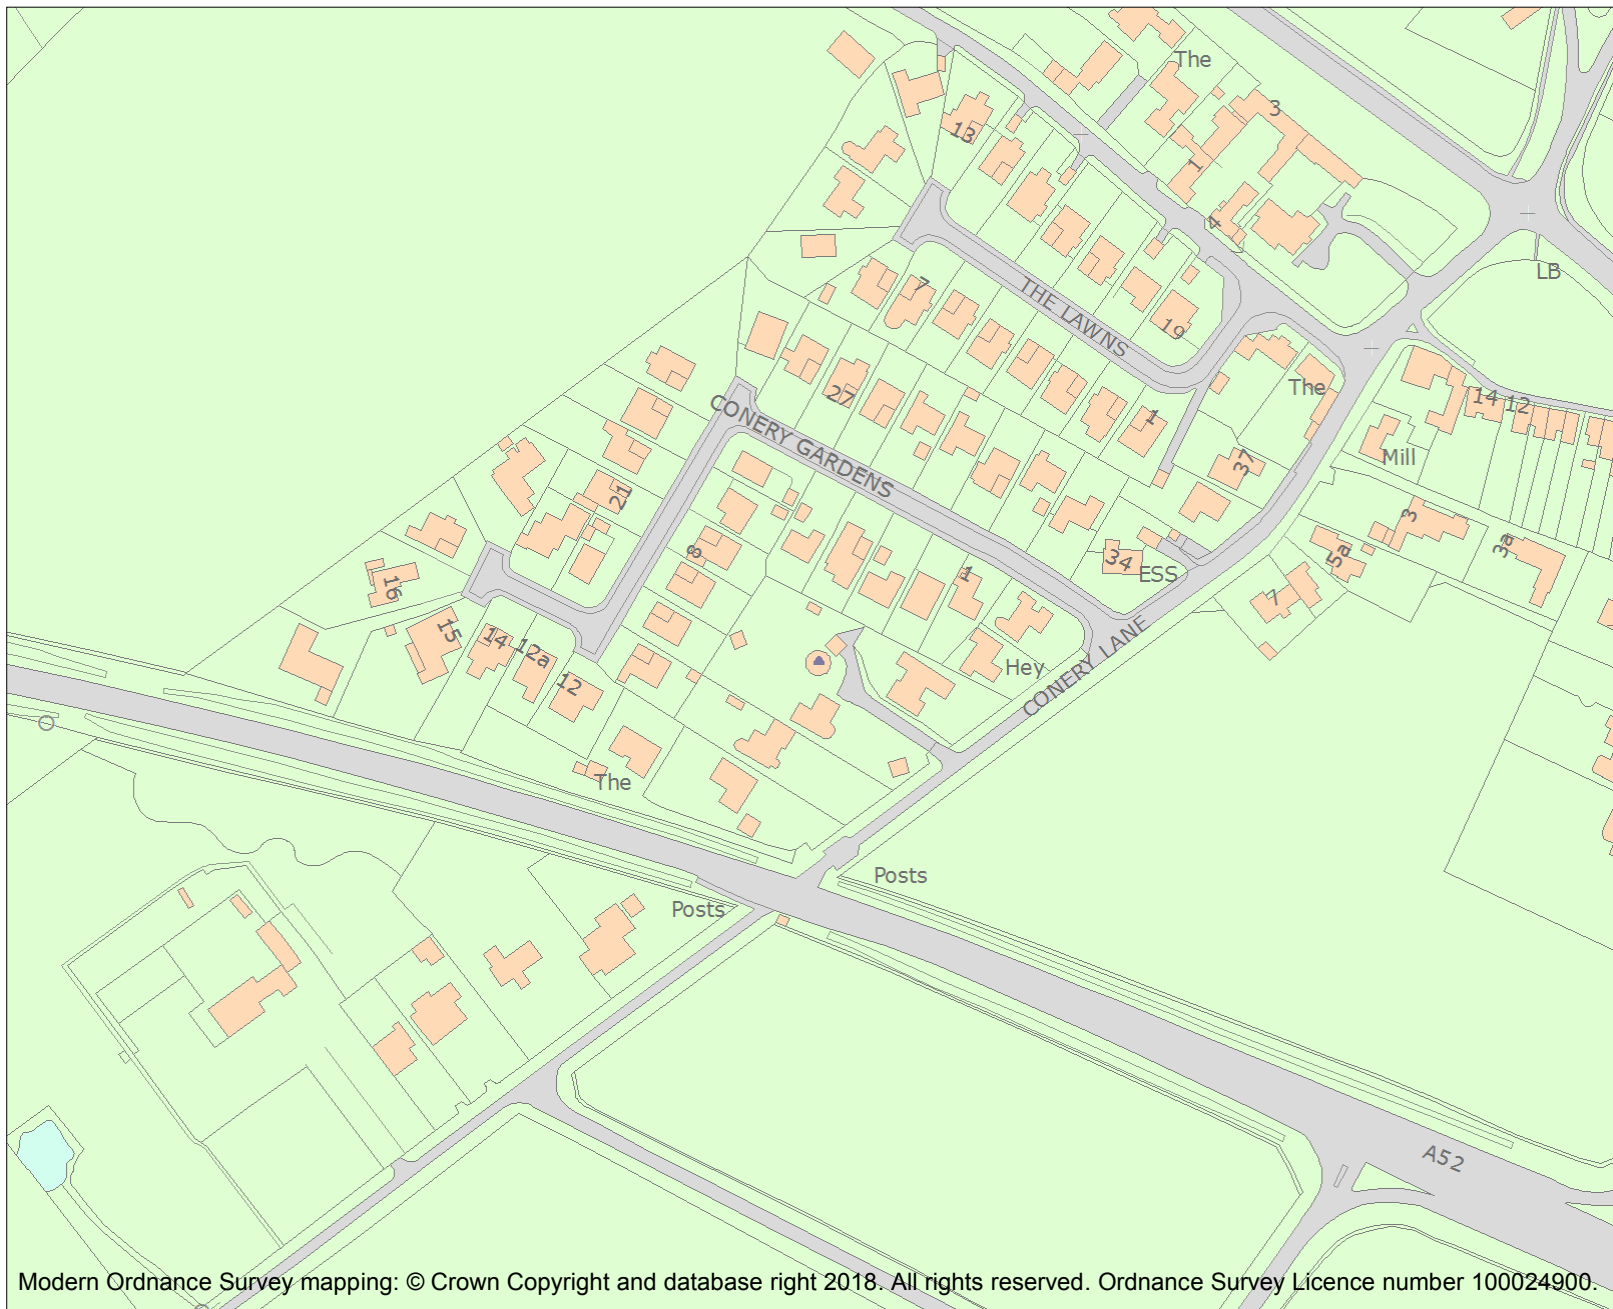 The
3
13
1
4
LB
7
THE LAWNS
19
The
14 12
27
1
CONERY GARDENS
37
Mill
21
3
8
5a
3a
34
ESS
16
1
7
15
14
12a
12
Hey
CONERY LANE
The
Posts
Posts
A52
Modern Ordnance Survey mapping: © Crown Copyright and database right 2018. All rights reserved. Ordnance Survey Licence number 100024900.